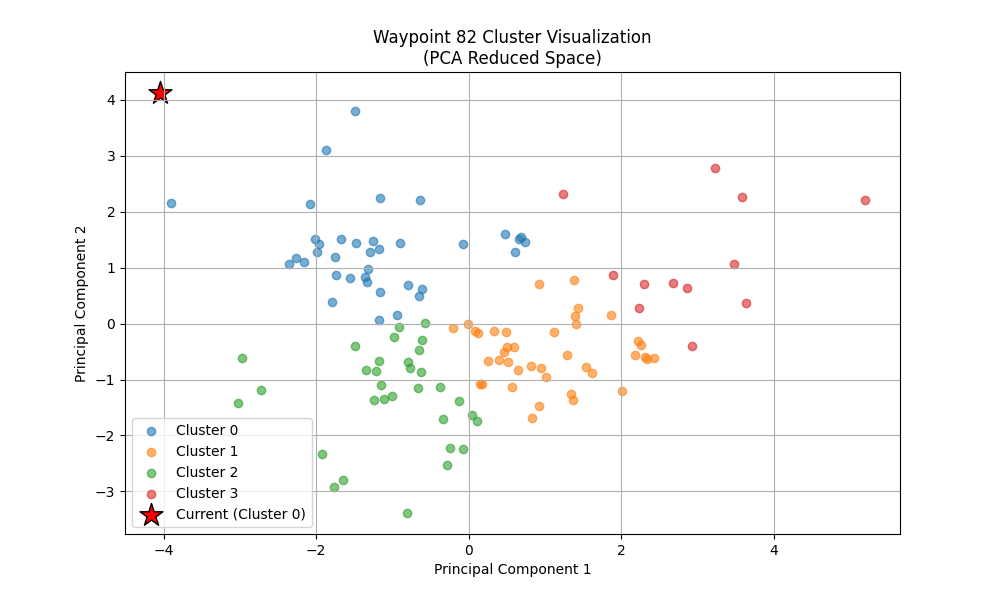 Waypoint 82 Cluster Visualization
(PCA Reduced Space)
Principal Component 2
4
3
2
1
0
−1
−2
−3
Cluster 0
Cluster 1
Cluster 2
Cluster 3
Current (Cluster 0)
−4
−2
0
2
4
Principal Component 1